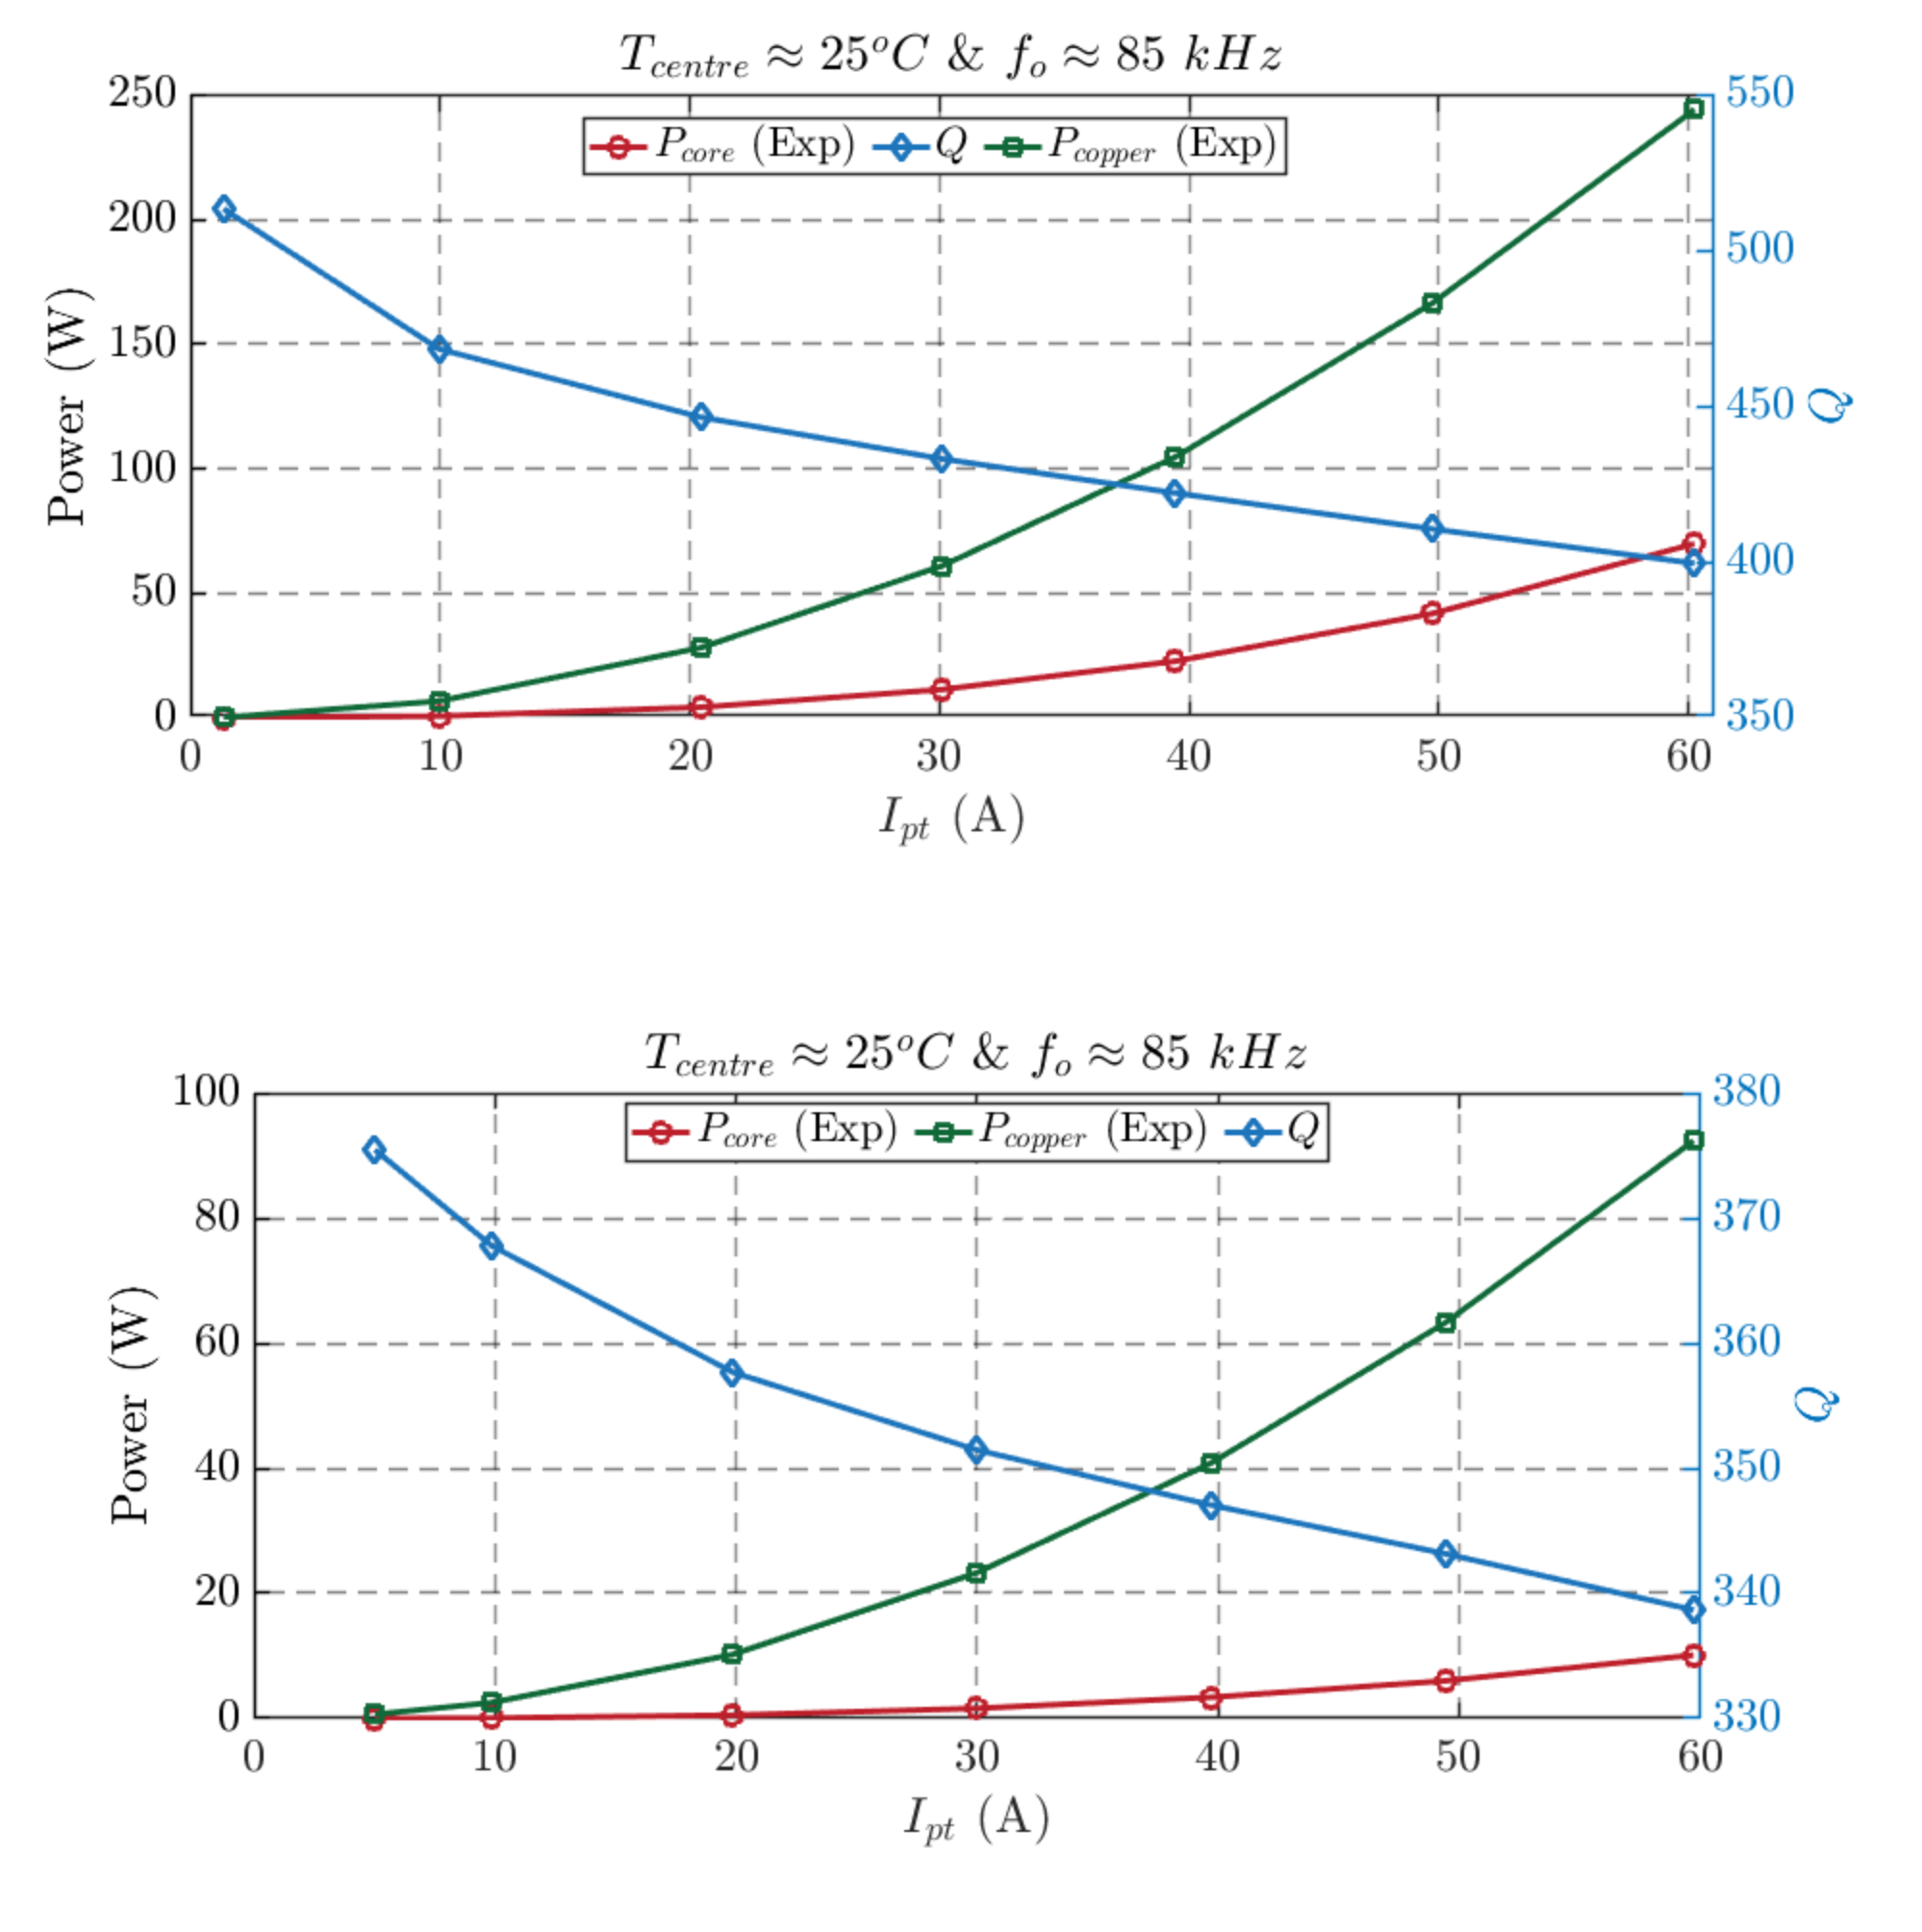 T_centre ≈ 25°C & f_o ≈ 85 kHz
250 550
P_core (Exp) Q P_copper (Exp)
200 500
150
450
100
400
50
0 350
Power (W)
Q
0 10 20 30 40 50 60
I_pt (A)
T_centre ≈ 25°C & f_o ≈ 85 kHz
100 380
P_core (Exp) P_copper (Exp) Q
80 370
60 360
40 350
20 340
0 330
Power (W)
Q
0 10 20 30 40 50 60
I_pt (A)